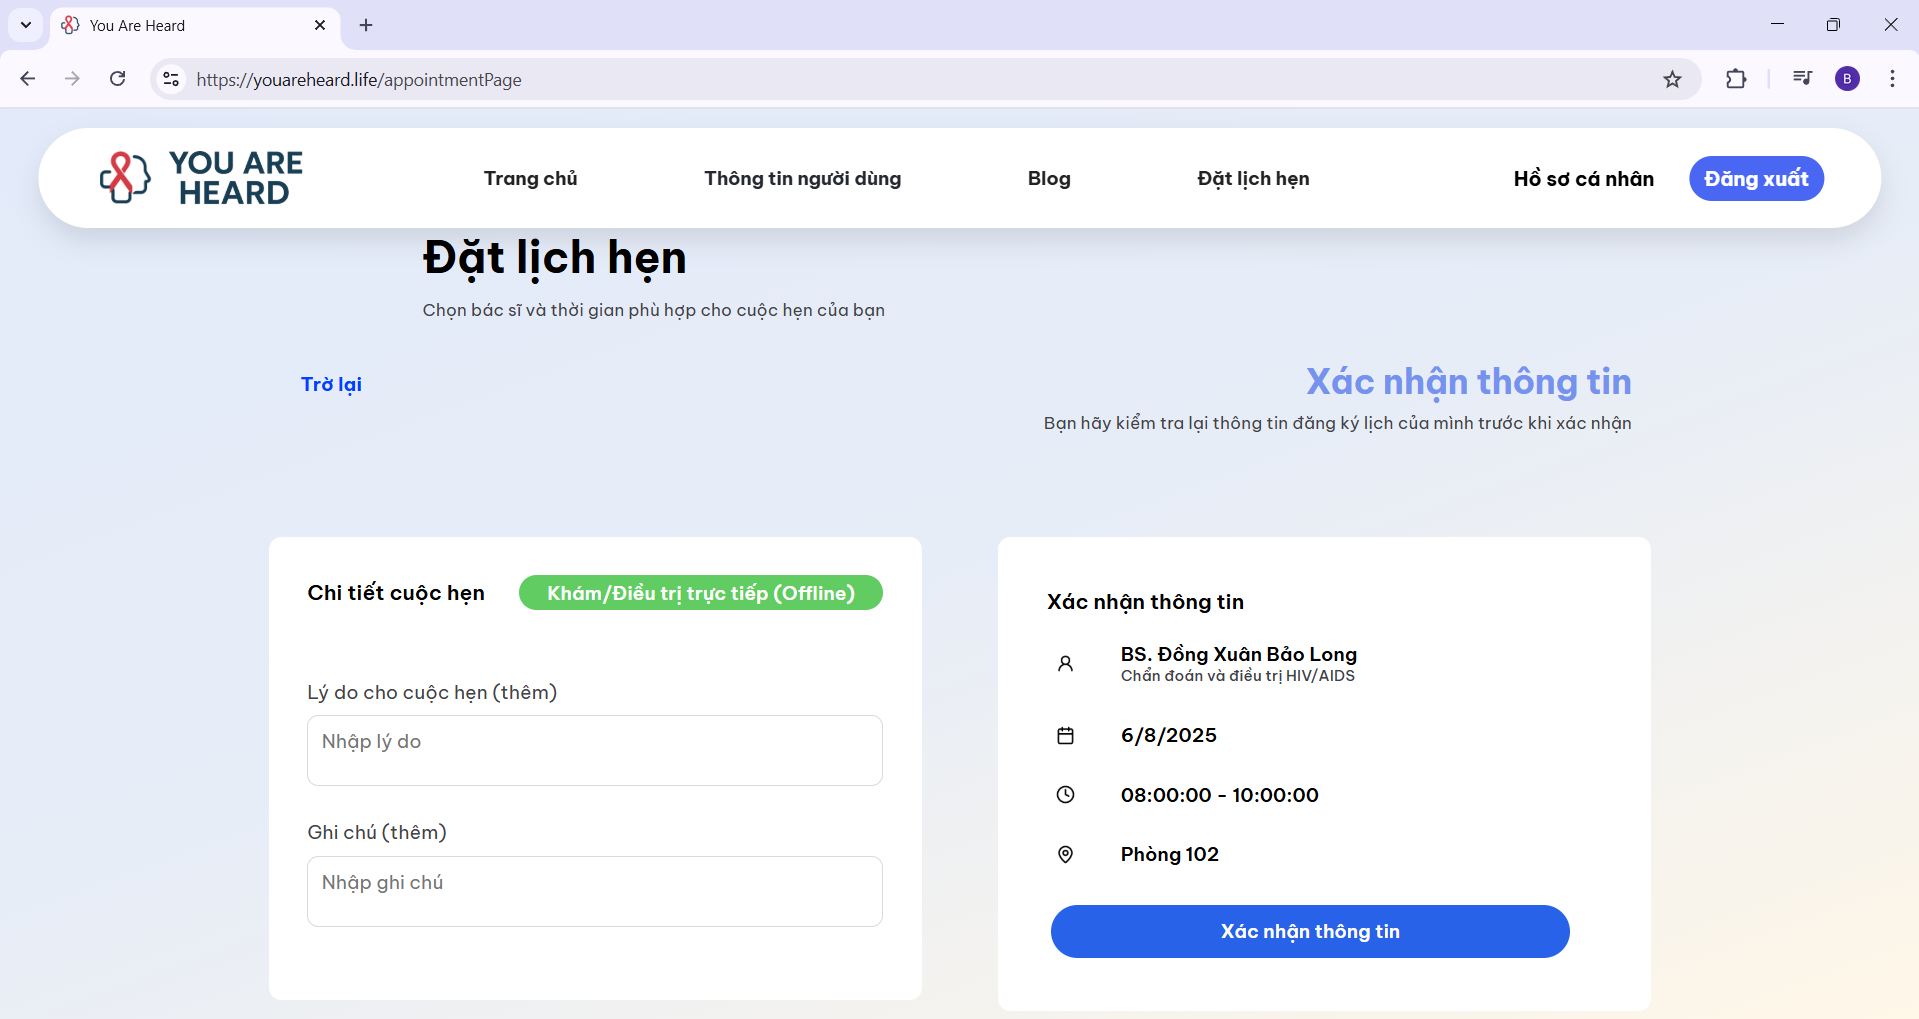 You Are Heard
https://youareheard.life/appointmentPage
B
YOU ARE
HEARD
Trang chủ
Thông tin người dùng
Blog
Đặt lịch hẹn
Hồ sơ cá nhân
Đăng xuất
Đặt lịch hẹn
Chọn bác sĩ và thời gian phù hợp cho cuộc hẹn của bạn
Trở lại
Xác nhận thông tin
Bạn hãy kiểm tra lại thông tin đăng ký lịch của mình trước khi xác nhận
Chi tiết cuộc hẹn
Khám/Điều trị trực tiếp (Offline)
Lý do cho cuộc hẹn (thêm)
Nhập lý do
Ghi chú (thêm)
Nhập ghi chú
Xác nhận thông tin
BS. Đồng Xuân Bảo Long
Chẩn đoán và điều trị HIV/AIDS
6/8/2025
08:00:00 - 10:00:00
Phòng 102
Xác nhận thông tin